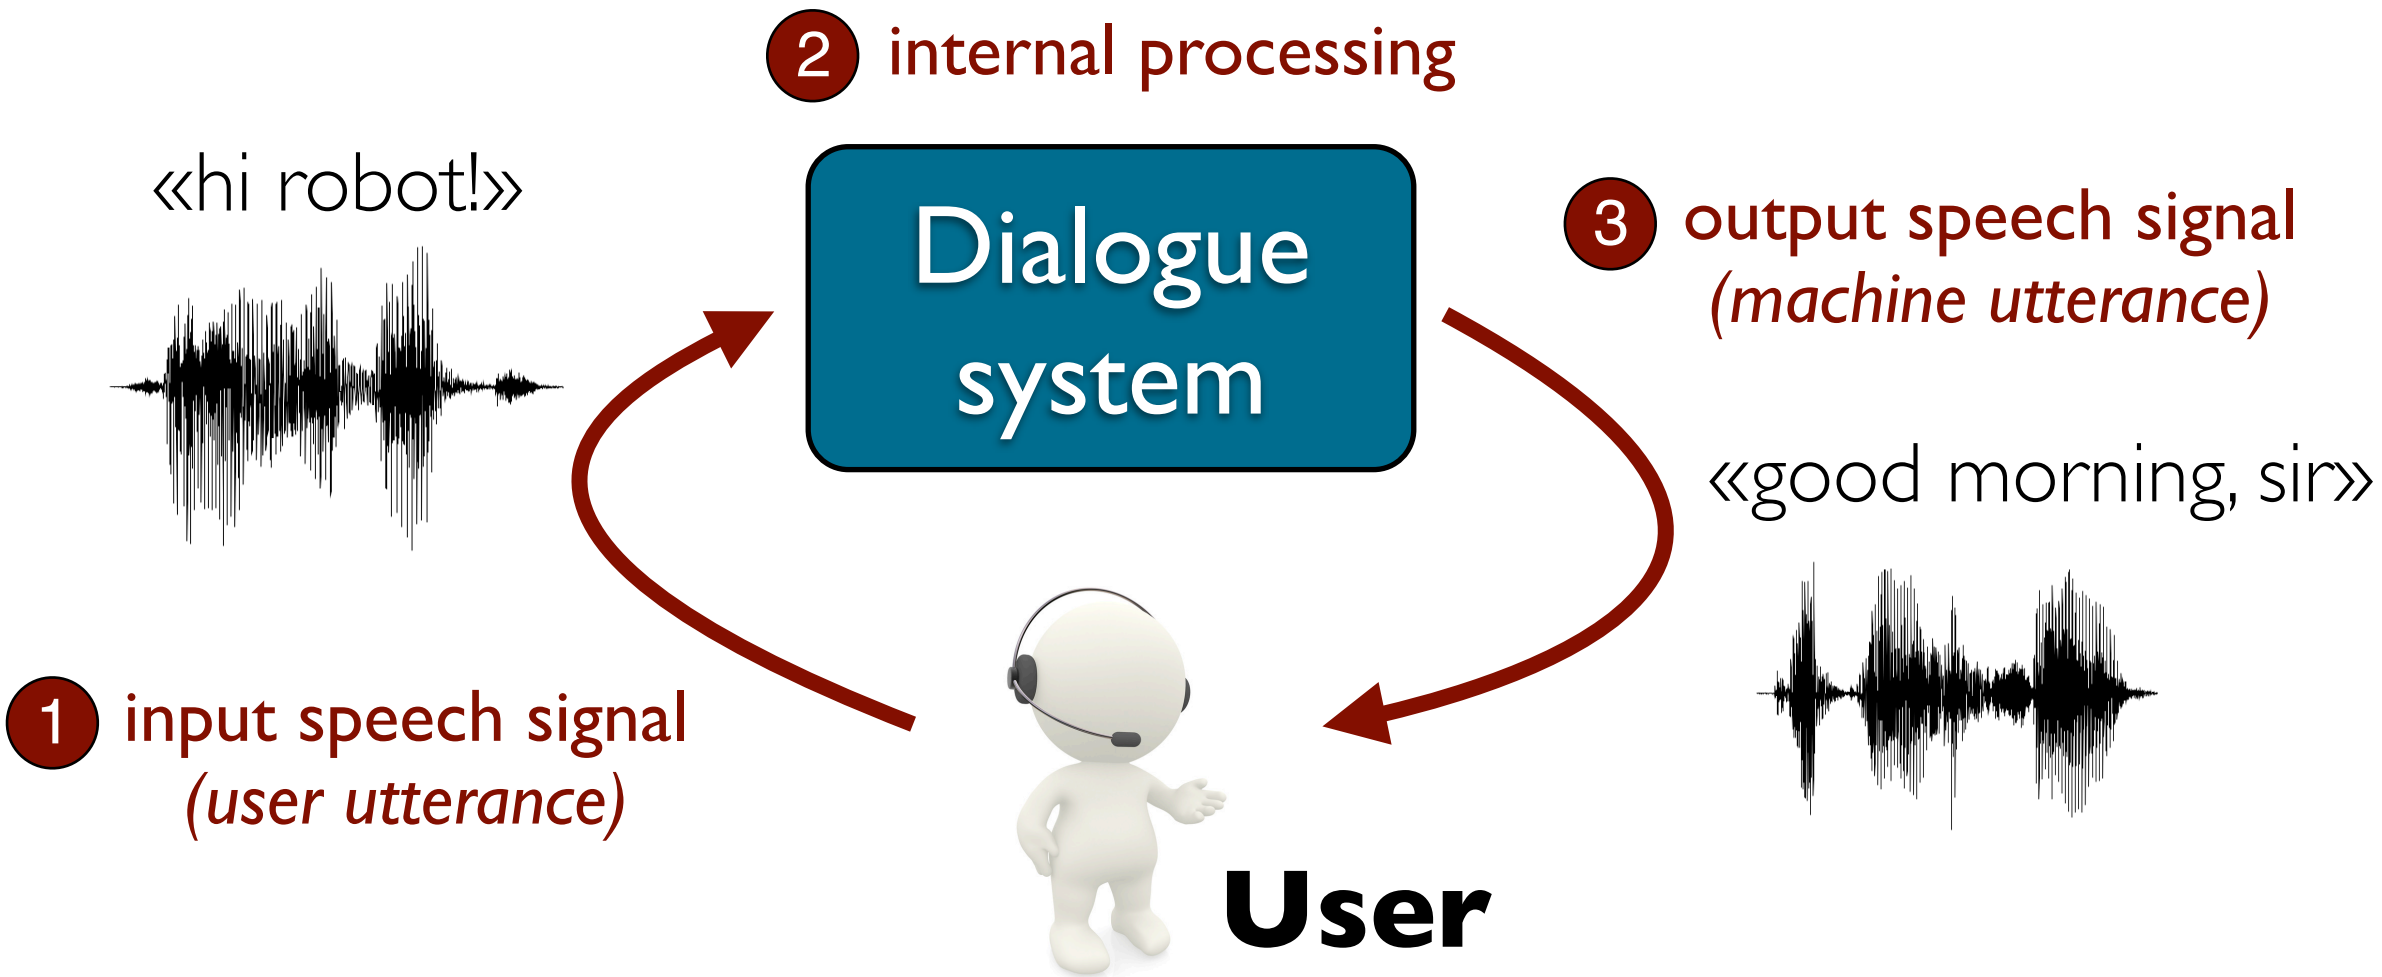 2 internal processing
«hi robot!»
Dialogue
system
3 output speech signal
(machine utterance)
«good morning, sir»
1 input speech signal
(user utterance)
User